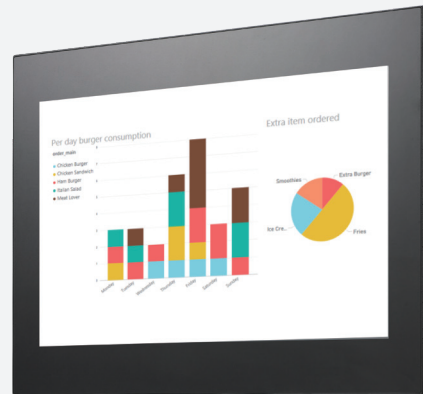 Per day burger consumption
order_main
Chicken Burger
Chicken Sandwich
Ham Burger
Italian Salad
Meat Lover
Monday
Tuesday
Wednesday
Thursday
Friday
Saturday
Sunday
Extra item ordered
Smoothies
Extra Burger
Ice Cre...
Fries